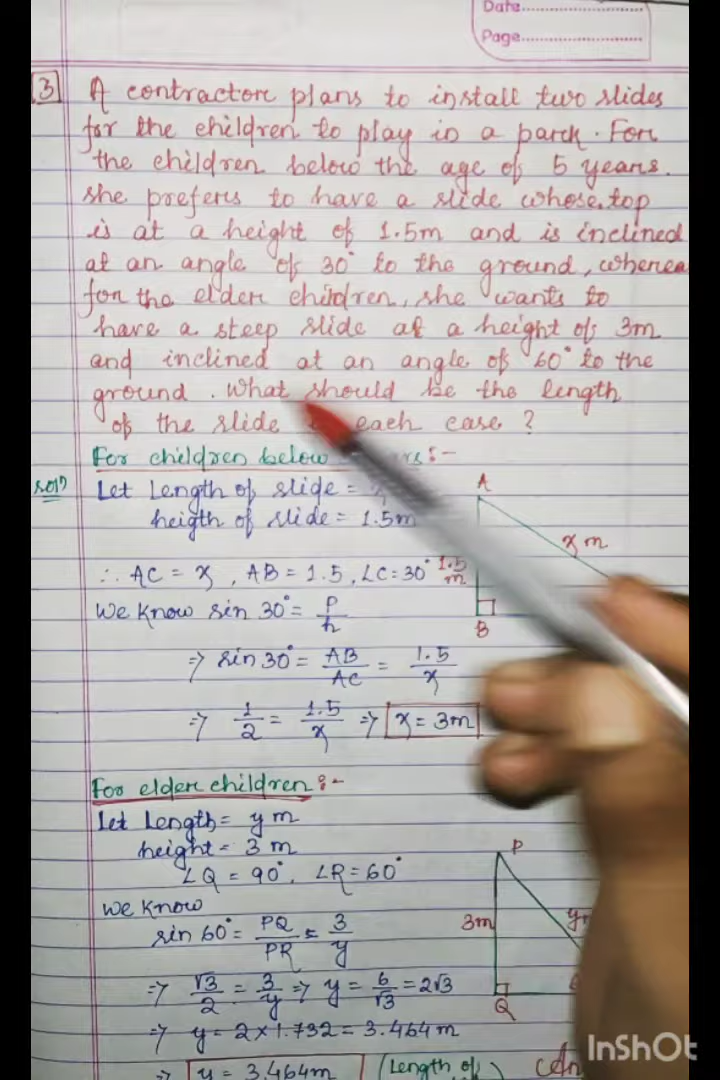 Date
Page
3 A contractor plans to install two slides
for the children to play in a park. For
the children below the age of 5 years.
she prefers to have a slide whose top
is at a height of 1.5m and is inclined
at an angle of 30° to the ground, wherea
for the elder children, she wants to
have a steep slide at a height of 3m
and inclined at an angle of 60° to the
ground. What should be the length
of the slide each case ?
For children below :-
Solⁿ Let Length of slide =
heigth of slide = 1.5m
A
x m
∴ AC = x, AB = 1.5, ∠C = 30°
1.5 m
B
We know sin 30° = P/h
⇒ sin 30° = AB/AC = 1.5/x
⇒ 1/2 = 1.5/x ⇒ x = 3m
For elder children :-
Let Length = y m
height = 3 m
∠Q = 90°, ∠R = 60°
P
We know
sin 60° = PQ/PR = 3/y
3m
Q
⇒ √3/2 = 3/y ⇒ y = 6/√3 = 2√3
⇒ y = 2 × 1.732 = 3.464 m
⇒ y = 3.464m (Length of
InShOt